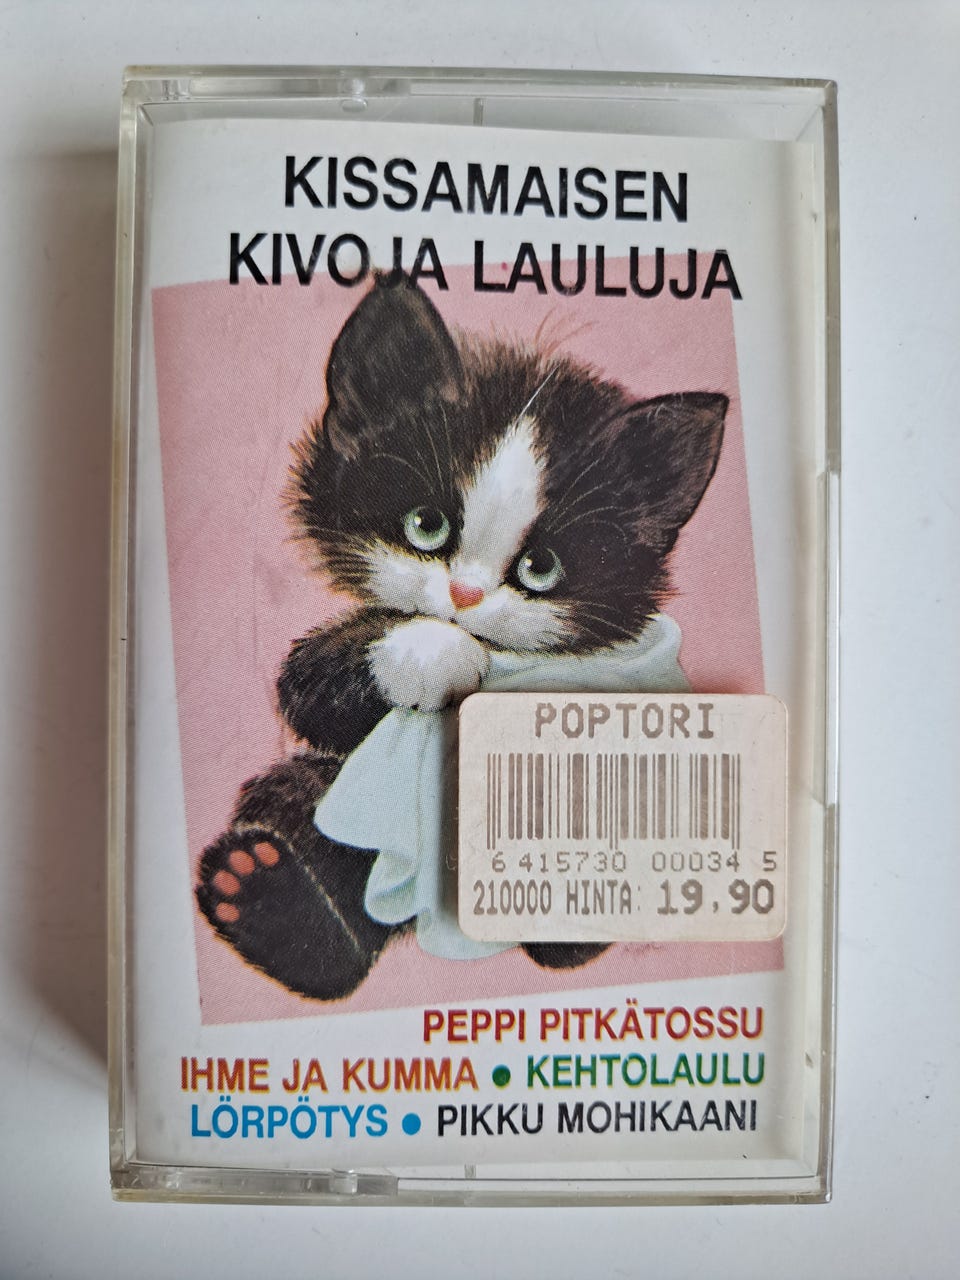 KISSAMAISEN
KIVOJA LAULUJA
POPTORI
6 415730 00034 5
210000 HINTA: 19.90
PEPPI PITKÄTOSSU
IHME JA KUMMA • KEHTOLAULU
LÖRPÖTYS • PIKKU MOHIKAANI